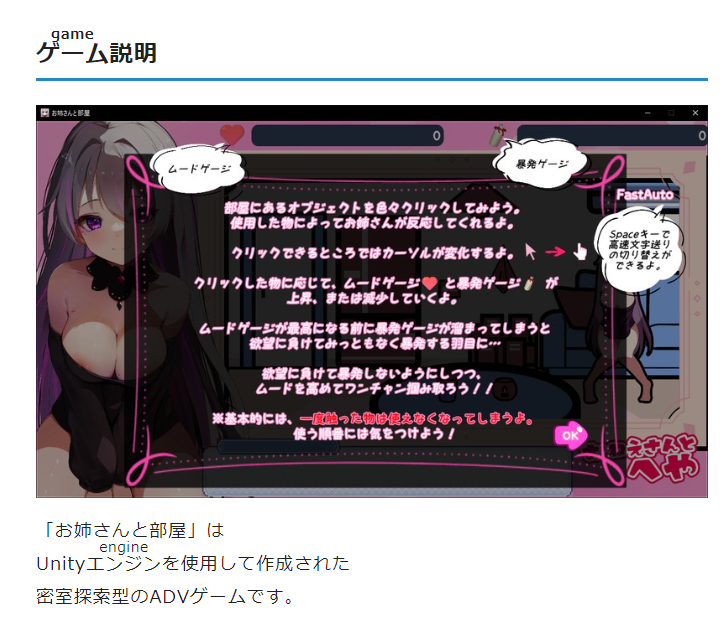 game
ゲーム説明
お姉さんと部屋
0
0
ムードゲージ
暴発ゲージ
部屋にあるオブジェクトを色々クリックしてみよう。
使用した物によってお姉さんが反応してくれるよ。
FastAuto
Spaceキーで
高速文字送り
の切り替えが
できるよ。
クリックできるところではカーソルが変化するよ。
クリックした物に応じて、ムードゲージ と暴発ゲージ が
上昇、または減少していくよ。
ムードゲージが最高になる前に暴発ゲージが溜まってしまうと
欲望に負けてみっともなく暴発する羽目に…
欲望に負けて暴発しないようにしつつ、
ムードを高めてワンチャン掴み取ろう！！
※基本的には、一度触った物は使えなくなってしまうよ。
使う順番には気をつけよう！
OK
えさんと
へや
「お姉さんと部屋」は
engine
Unityエンジンを使用して作成された
密室探索型のADVゲームです。